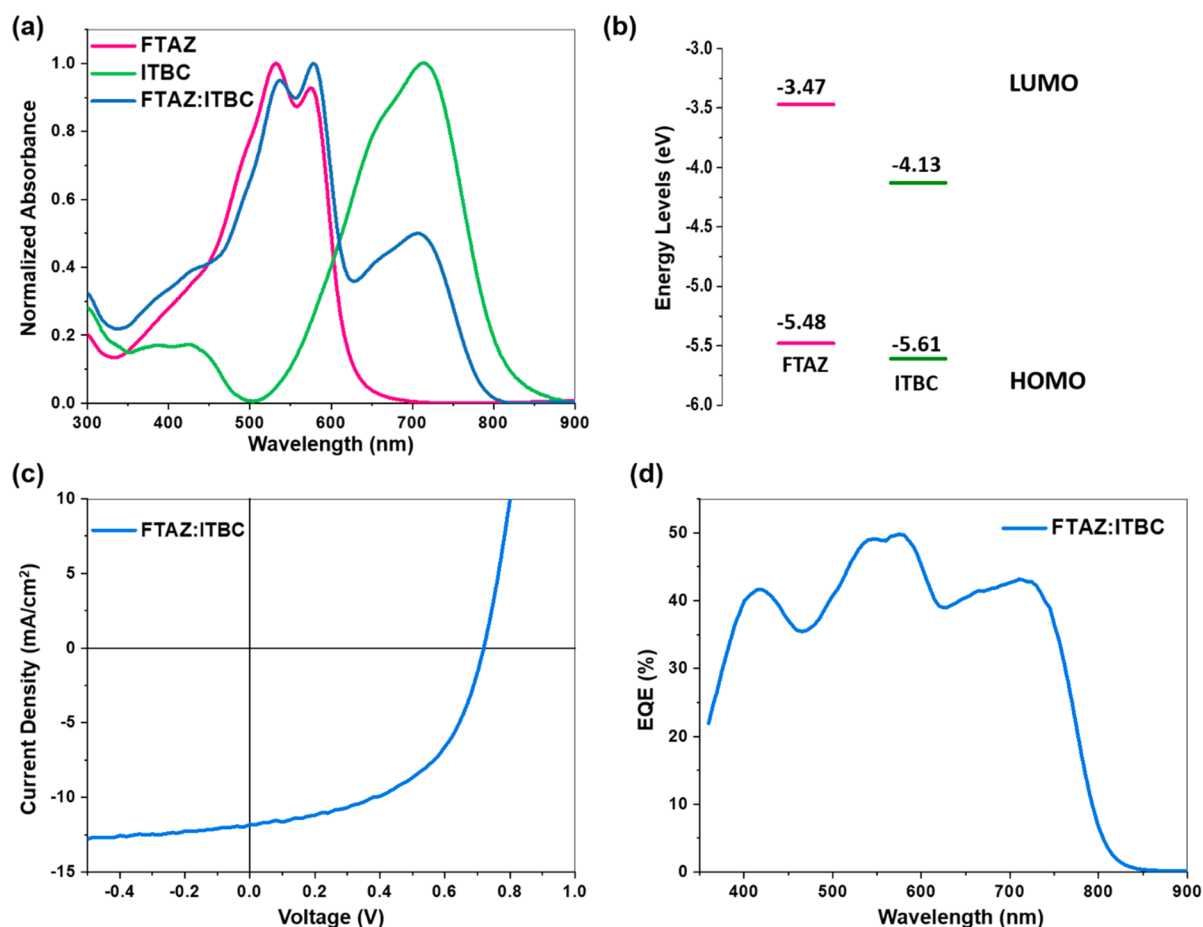 (a)
FTAZ
ITBC
FTAZ:ITBC
Normalized Absorbance
1.0
0.8
0.6
0.4
0.2
0.0
300 400 500 600 700 800 900
Wavelength (nm)
(b)
Energy Levels (eV)
-3.0
-3.5
-4.0
-4.5
-5.0
-5.5
-6.0
-3.47
LUMO
-4.13
-5.48
FTAZ
-5.61
ITBC
HOMO
(c)
FTAZ:ITBC
Current Density (mA/cm²)
10
5
0
-5
-10
-15
-0.4 -0.2 0.0 0.2 0.4 0.6 0.8 1.0
Voltage (V)
(d)
FTAZ:ITBC
EQE (%)
50
40
30
20
10
0
400 500 600 700 800 900
Wavelength (nm)